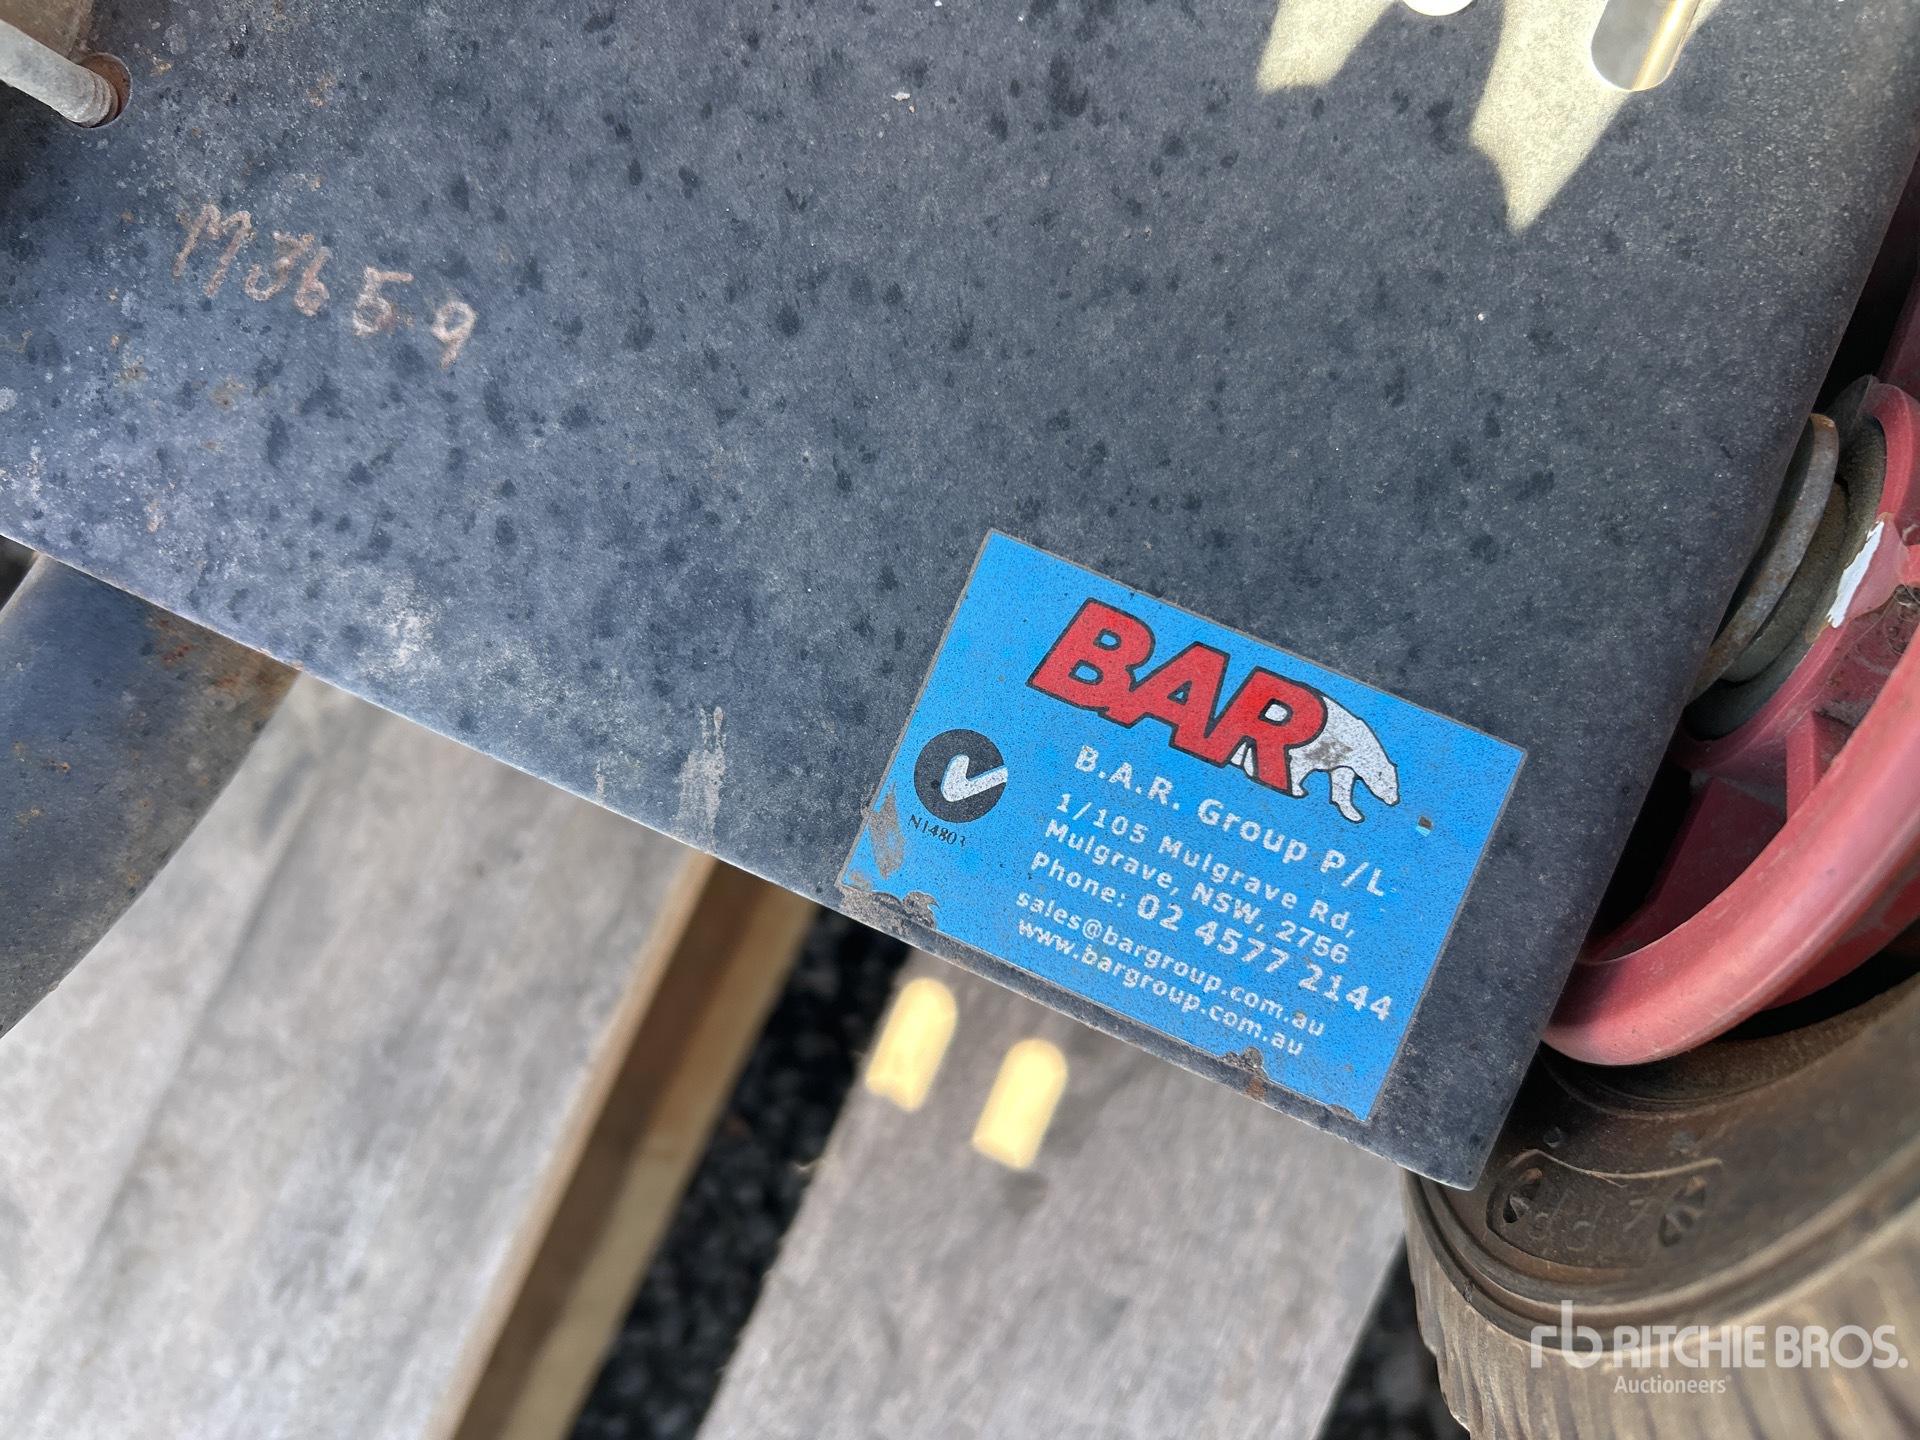 M3659
BAR
B.A.R. Group P/L
1/105 Mulgrave Rd,
Mulgrave, NSW, 2756
Phone: 02 4577 2144
sales@bargroup.com.au
www.bargroup.com.au
N14803
rb RITCHIE BROS.
Auctioneers